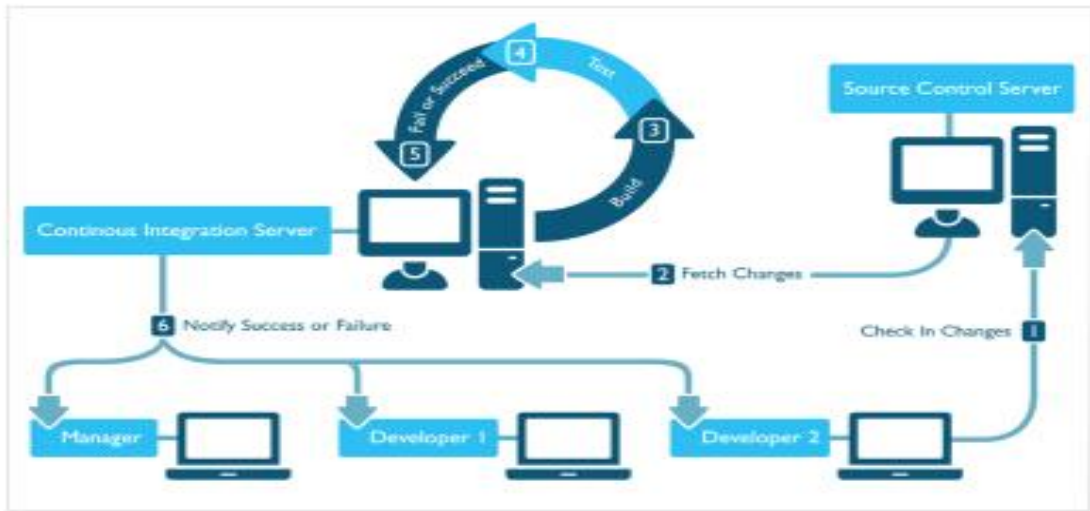 4
Test
Fail or Succeed
3
5
Build
Source Control Server
Continous Integration Server
2 Fetch Changes
6 Notify Success or Failure
Check In Changes 1
Manager
Developer 1
Developer 2